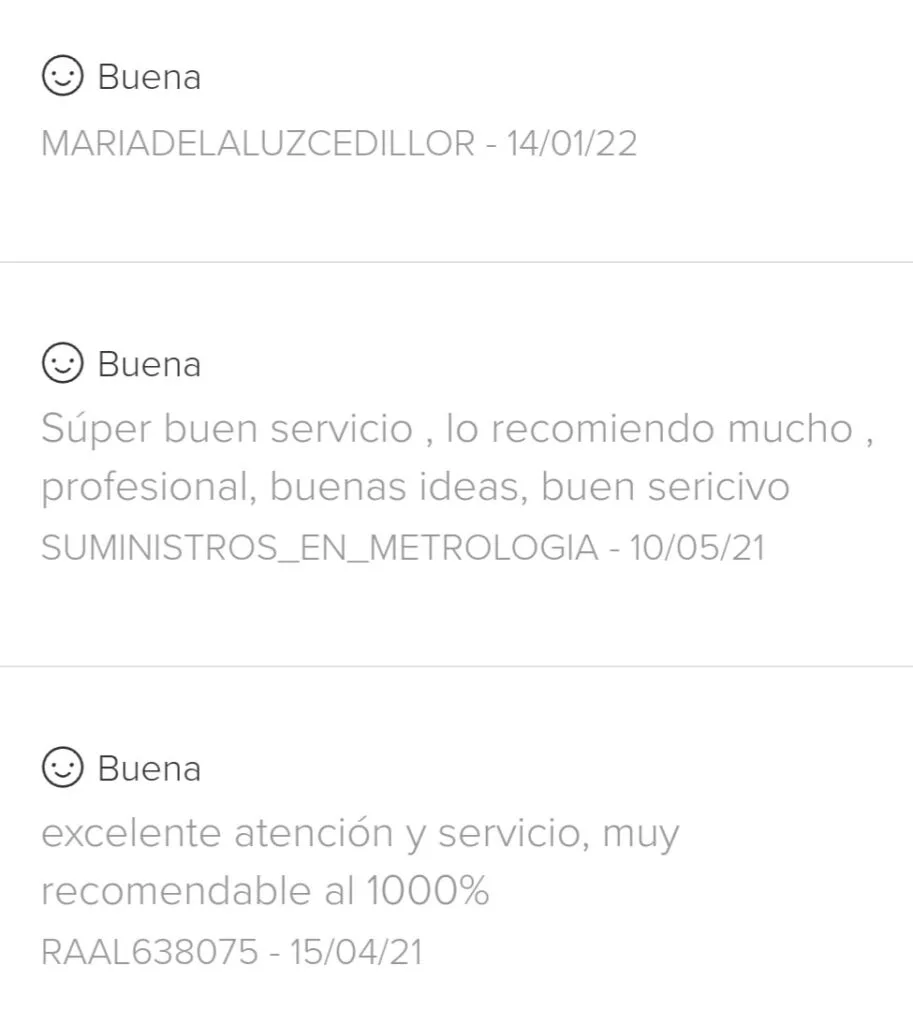 Buena
MARIADELALUZCEDILLOR - 14/01/22
Buena
Súper buen servicio , lo recomiendo mucho ,
profesional, buenas ideas, buen sericivo
SUMINISTROS_EN_METROLOGIA - 10/05/21
Buena
excelente atención y servicio, muy
recomendable al 1000%
RAAL638075 - 15/04/21